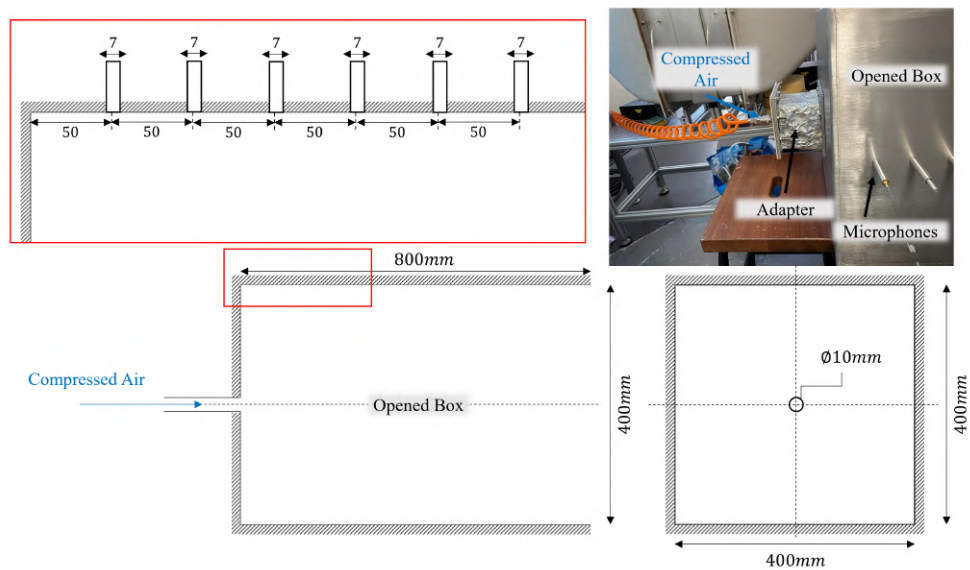 7 7 7 7 7 7
50 50 50 50 50 50
Compressed
Air
Opened Box
Adapter
Microphones
800mm
Compressed Air
Opened Box
400mm
Ø10mm
400mm
400mm